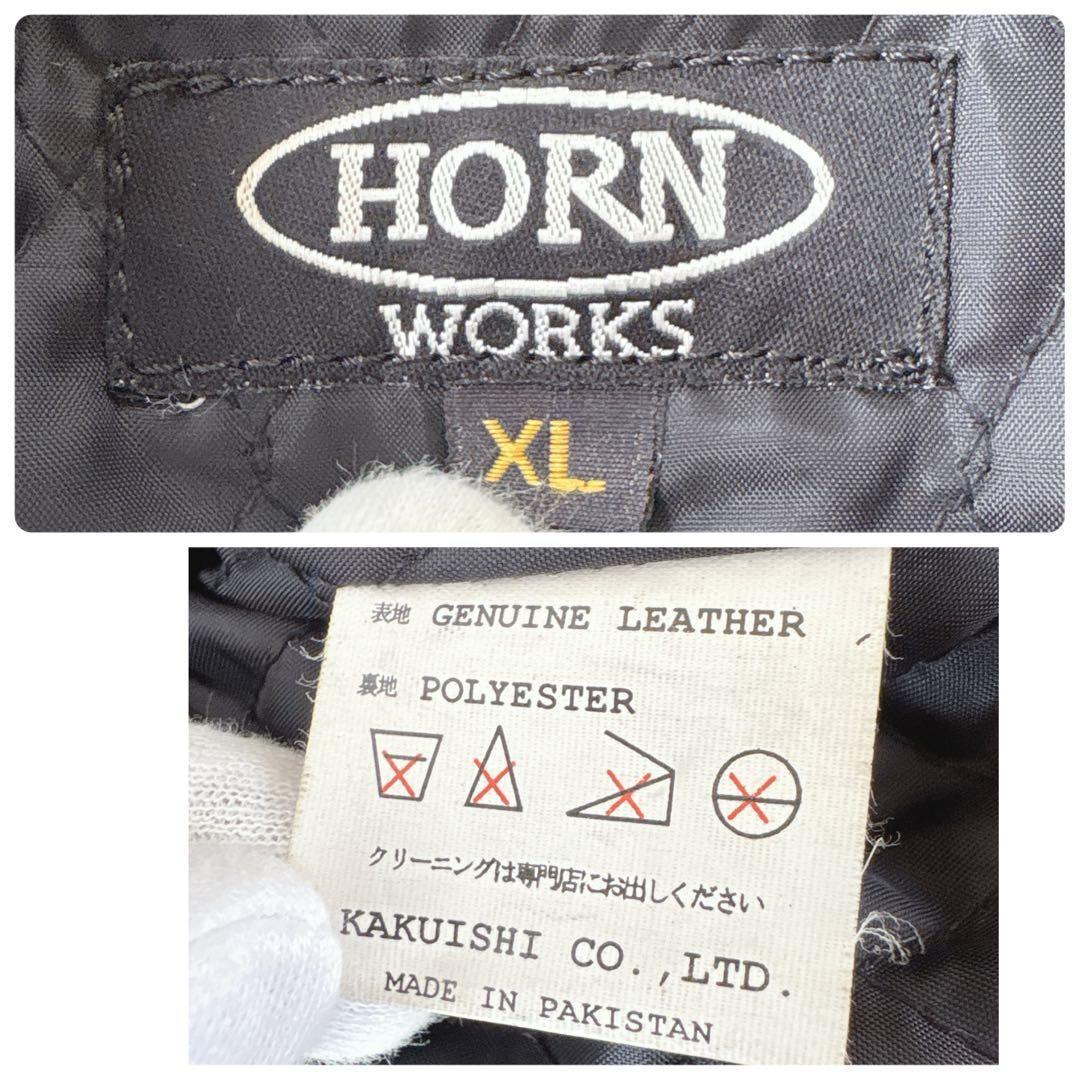 HORN
WORKS
XL
表地 GENUINE LEATHER
裏地 POLYESTER
クリーニングは専門店にお出しください
KAKUISHI CO.,LTD.
MADE IN PAKISTAN